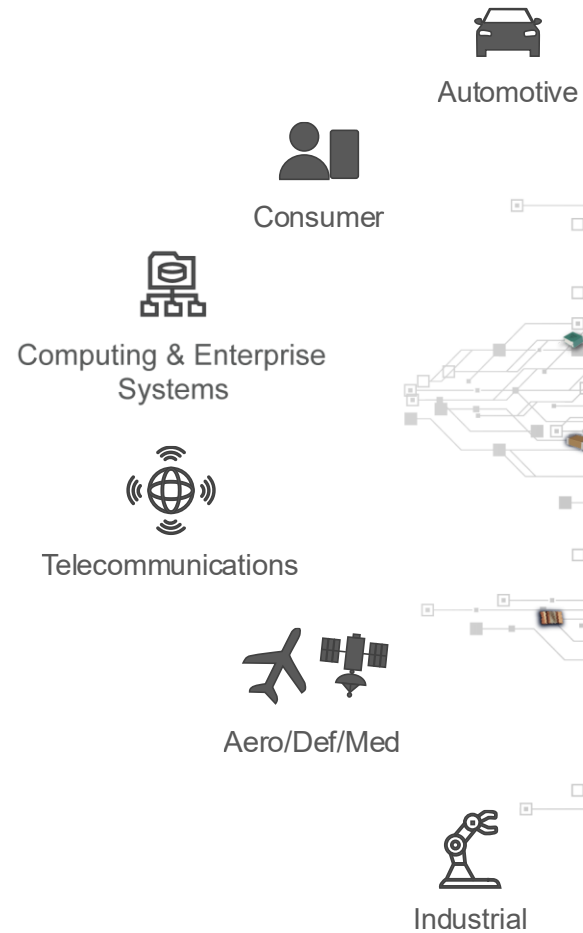 Automotive
Consumer
Computing & Enterprise
Systems
Telecommunications
Aero/Def/Med
Industrial